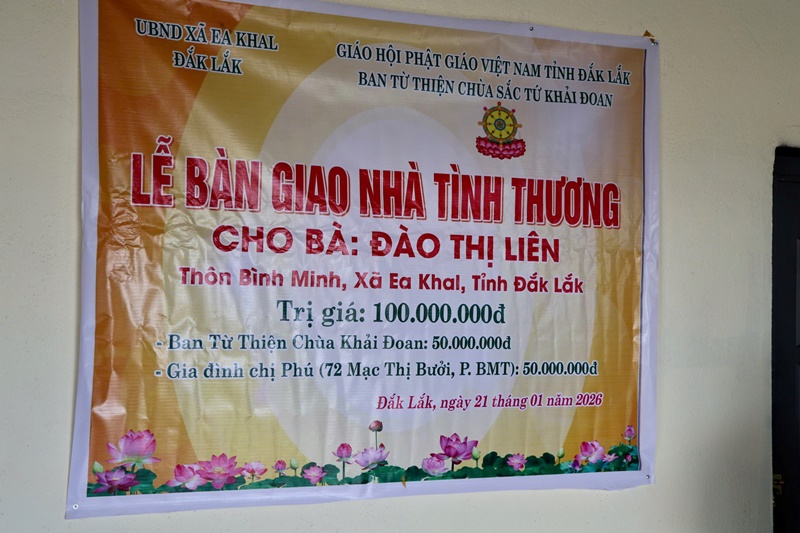 UBND XÃ EA KHAL
ĐẮK LẮK
GIÁO HỘI PHẬT GIÁO VIỆT NAM TỈNH ĐẮK LẮK
BAN TỪ THIỆN CHÙA SẮC TỨ KHẢI ĐOAN
LỄ BÀN GIAO NHÀ TÌNH THƯƠNG
CHO BÀ: ĐÀO THỊ LIÊN
Thôn Bình Minh, Xã Ea Khal, Tỉnh Đắk Lắk
Trị giá: 100.000.000đ
- Ban Từ Thiện Chùa Khải Đoan: 50.000.000đ
- Gia đình chị Phú (72 Mạc Thị Bưởi, P. BMT): 50.000.000đ
Đắk Lắk, ngày 21 tháng 01 năm 2026